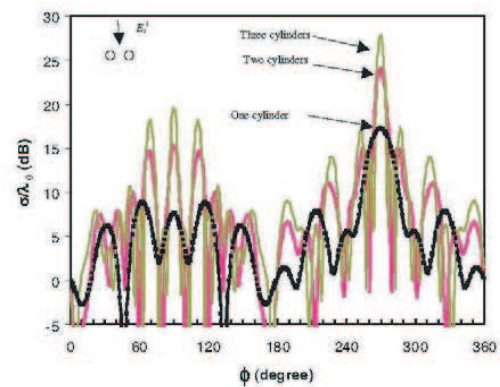 30
25
20
15
10
5
0
-5
σ/λ₀ (dB)
Three cylinders
Two cylinders
One cylinder
0 60 120 180 240 300 360
ϕ (degree)